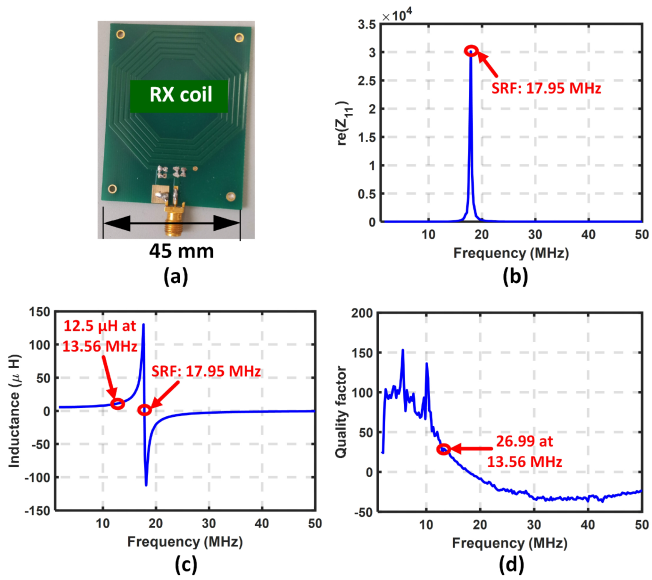 RX coil
45 mm
(a)
×10⁴
3.5
3
2.5
2
1.5
1
0.5
0
re(Z₁₁)
SRF: 17.95 MHz
10 20 30 40 50
Frequency (MHz)
(b)
150
100
50
0
-50
-100
-150
Inductance (μ H)
12.5 μH at
13.56 MHz
SRF: 17.95 MHz
10 20 30 40 50
Frequency (MHz)
(c)
200
150
100
50
0
-50
Quality factor
26.99 at
13.56 MHz
10 20 30 40 50
Frequency (MHz)
(d)